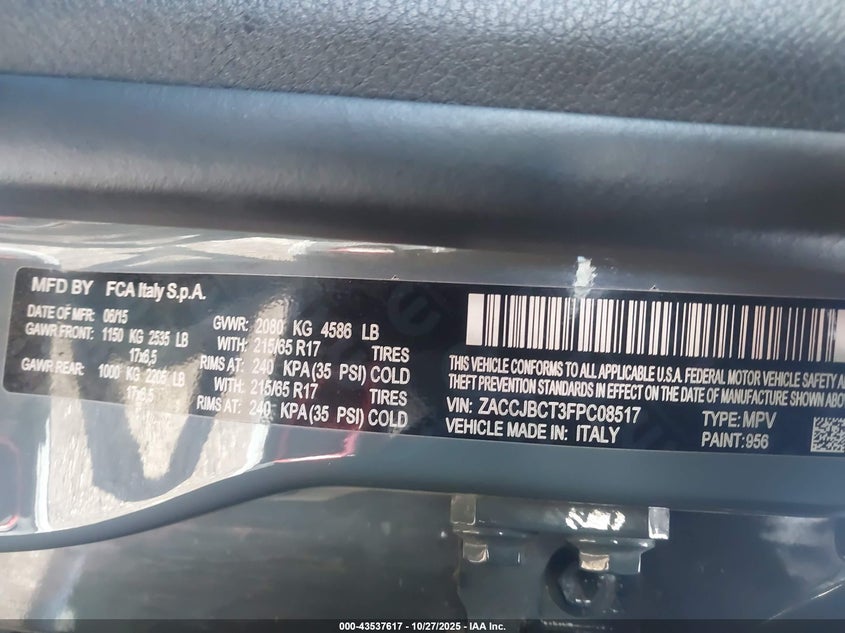 MFD BY FCA Italy S.p.A.
DATE OF MFR: 06/15 GVWR: 2080 KG 4586 LB
GAWR FRONT: 1150 KG 2535 LB WITH: 215/65 R17 TIRES
17x6,5 RIMS AT: 240 KPA (35 PSI) COLD
GAWR REAR: 1000 KG 2205 LB WITH: 215/65 R17 TIRES
17x6,5 RIMS AT: 240 KPA (35 PSI) COLD
THIS VEHICLE CONFORMS TO ALL APPLICABLE U.S.A. FEDERAL MOTOR VEHICLE SAFETY
THEFT PREVENTION STANDARDS IN EFFECT ON THE DATE OF MANUFACTURE SHOWN ABOVE
VIN: ZACCJBCT3FPC08517 TYPE: MPV
VEHICLE MADE IN: ITALY PAINT: 956
000-43537617 - 10/27/2025 - IAA Inc.